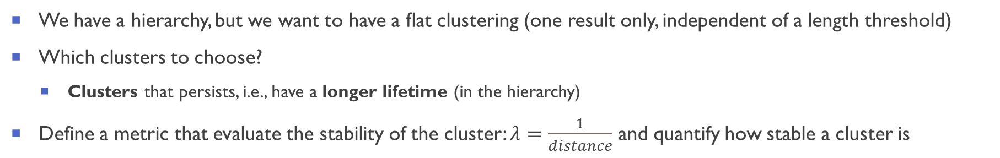 ▪ We have a hierarchy, but we want to have a flat clustering (one result only, independent of a length threshold)
▪ Which clusters to choose?
▪ Clusters that persists, i.e., have a longer lifetime (in the hierarchy)
▪ Define a metric that evaluate the stability of the cluster: λ = 1/distance and quantify how stable a cluster is